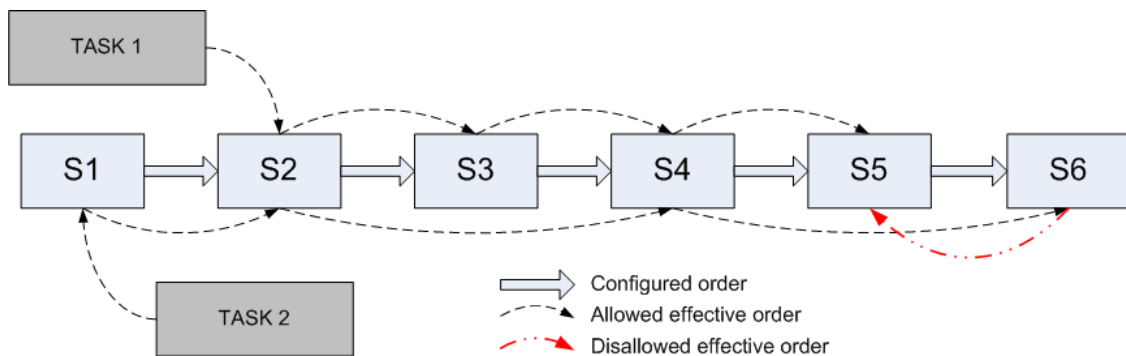 TASK 1
S1
S2
S3
S4
S5
S6
TASK 2
Configured order
Allowed effective order
Disallowed effective order